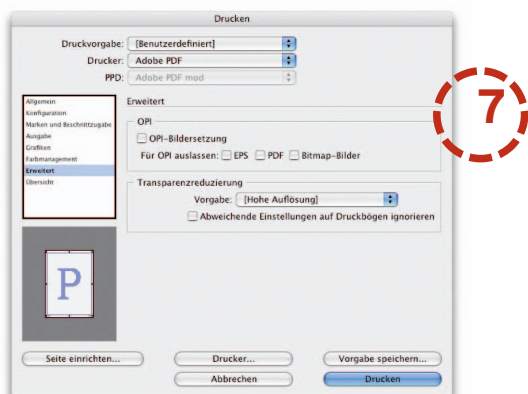 Drucken
Druckvorgabe: [Benutzerdefiniert]
Drucker: Adobe PDF
PPD: Adobe PDF mod
Allgemein
Konfiguration
Marken und Beschnittzugabe
Ausgabe
Grafiken
Farbmanagement
Erweitert
Übersicht
Erweitert
OPI
OPI-Bildersetzung
Für OPI auslassen: EPS PDF Bitmap-Bilder
Transparenzreduzierung
Vorgabe: [Hohe Auflösung]
Abweichende Einstellungen auf Druckbögen ignorieren
P
Seite einrichten... Drucker... Vorgabe speichern...
Abbrechen Drucken
7